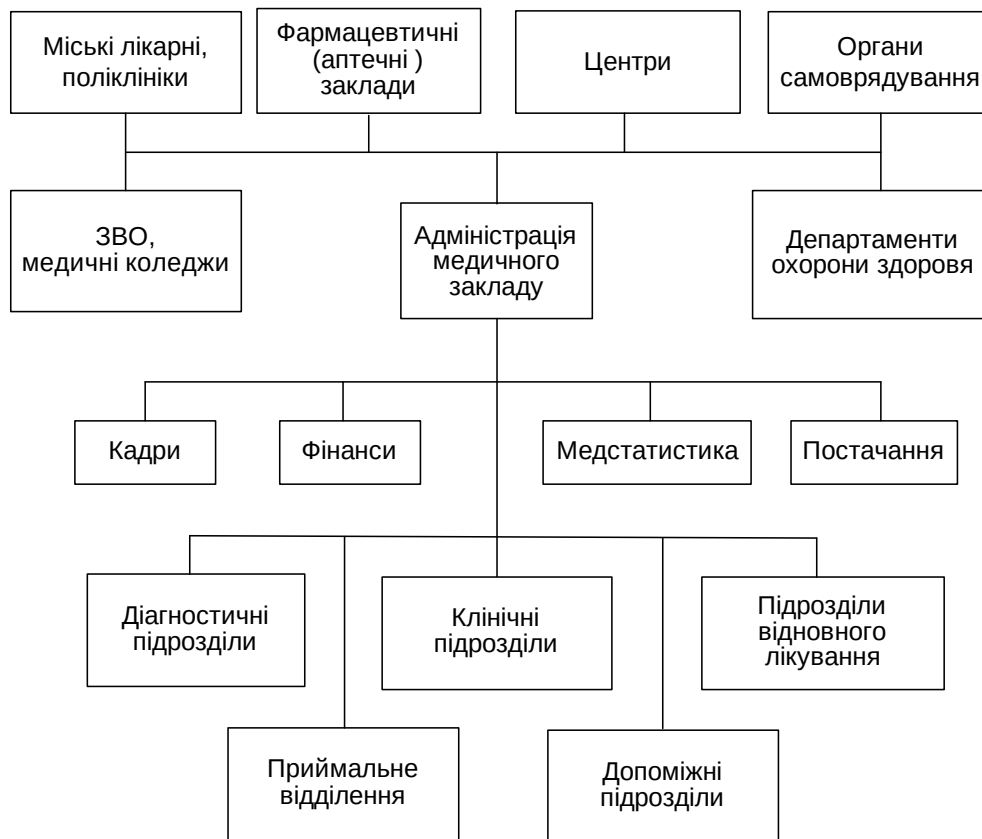 Міські лікарні,
поліклініки
Фармацевтичні
(аптечні )
заклади
Центри
Органи
самоврядування
ЗВО,
медичні коледжи
Адміністрація
медичного
закладу
Департаменти
охорони здоровя
Кадри
Фінанси
Медстатистика
Постачання
Діагностичні
підрозділи
Клінічні
підрозділи
Підрозділи
відновного
лікування
Приймальне
відділення
Допоміжні
підрозділи